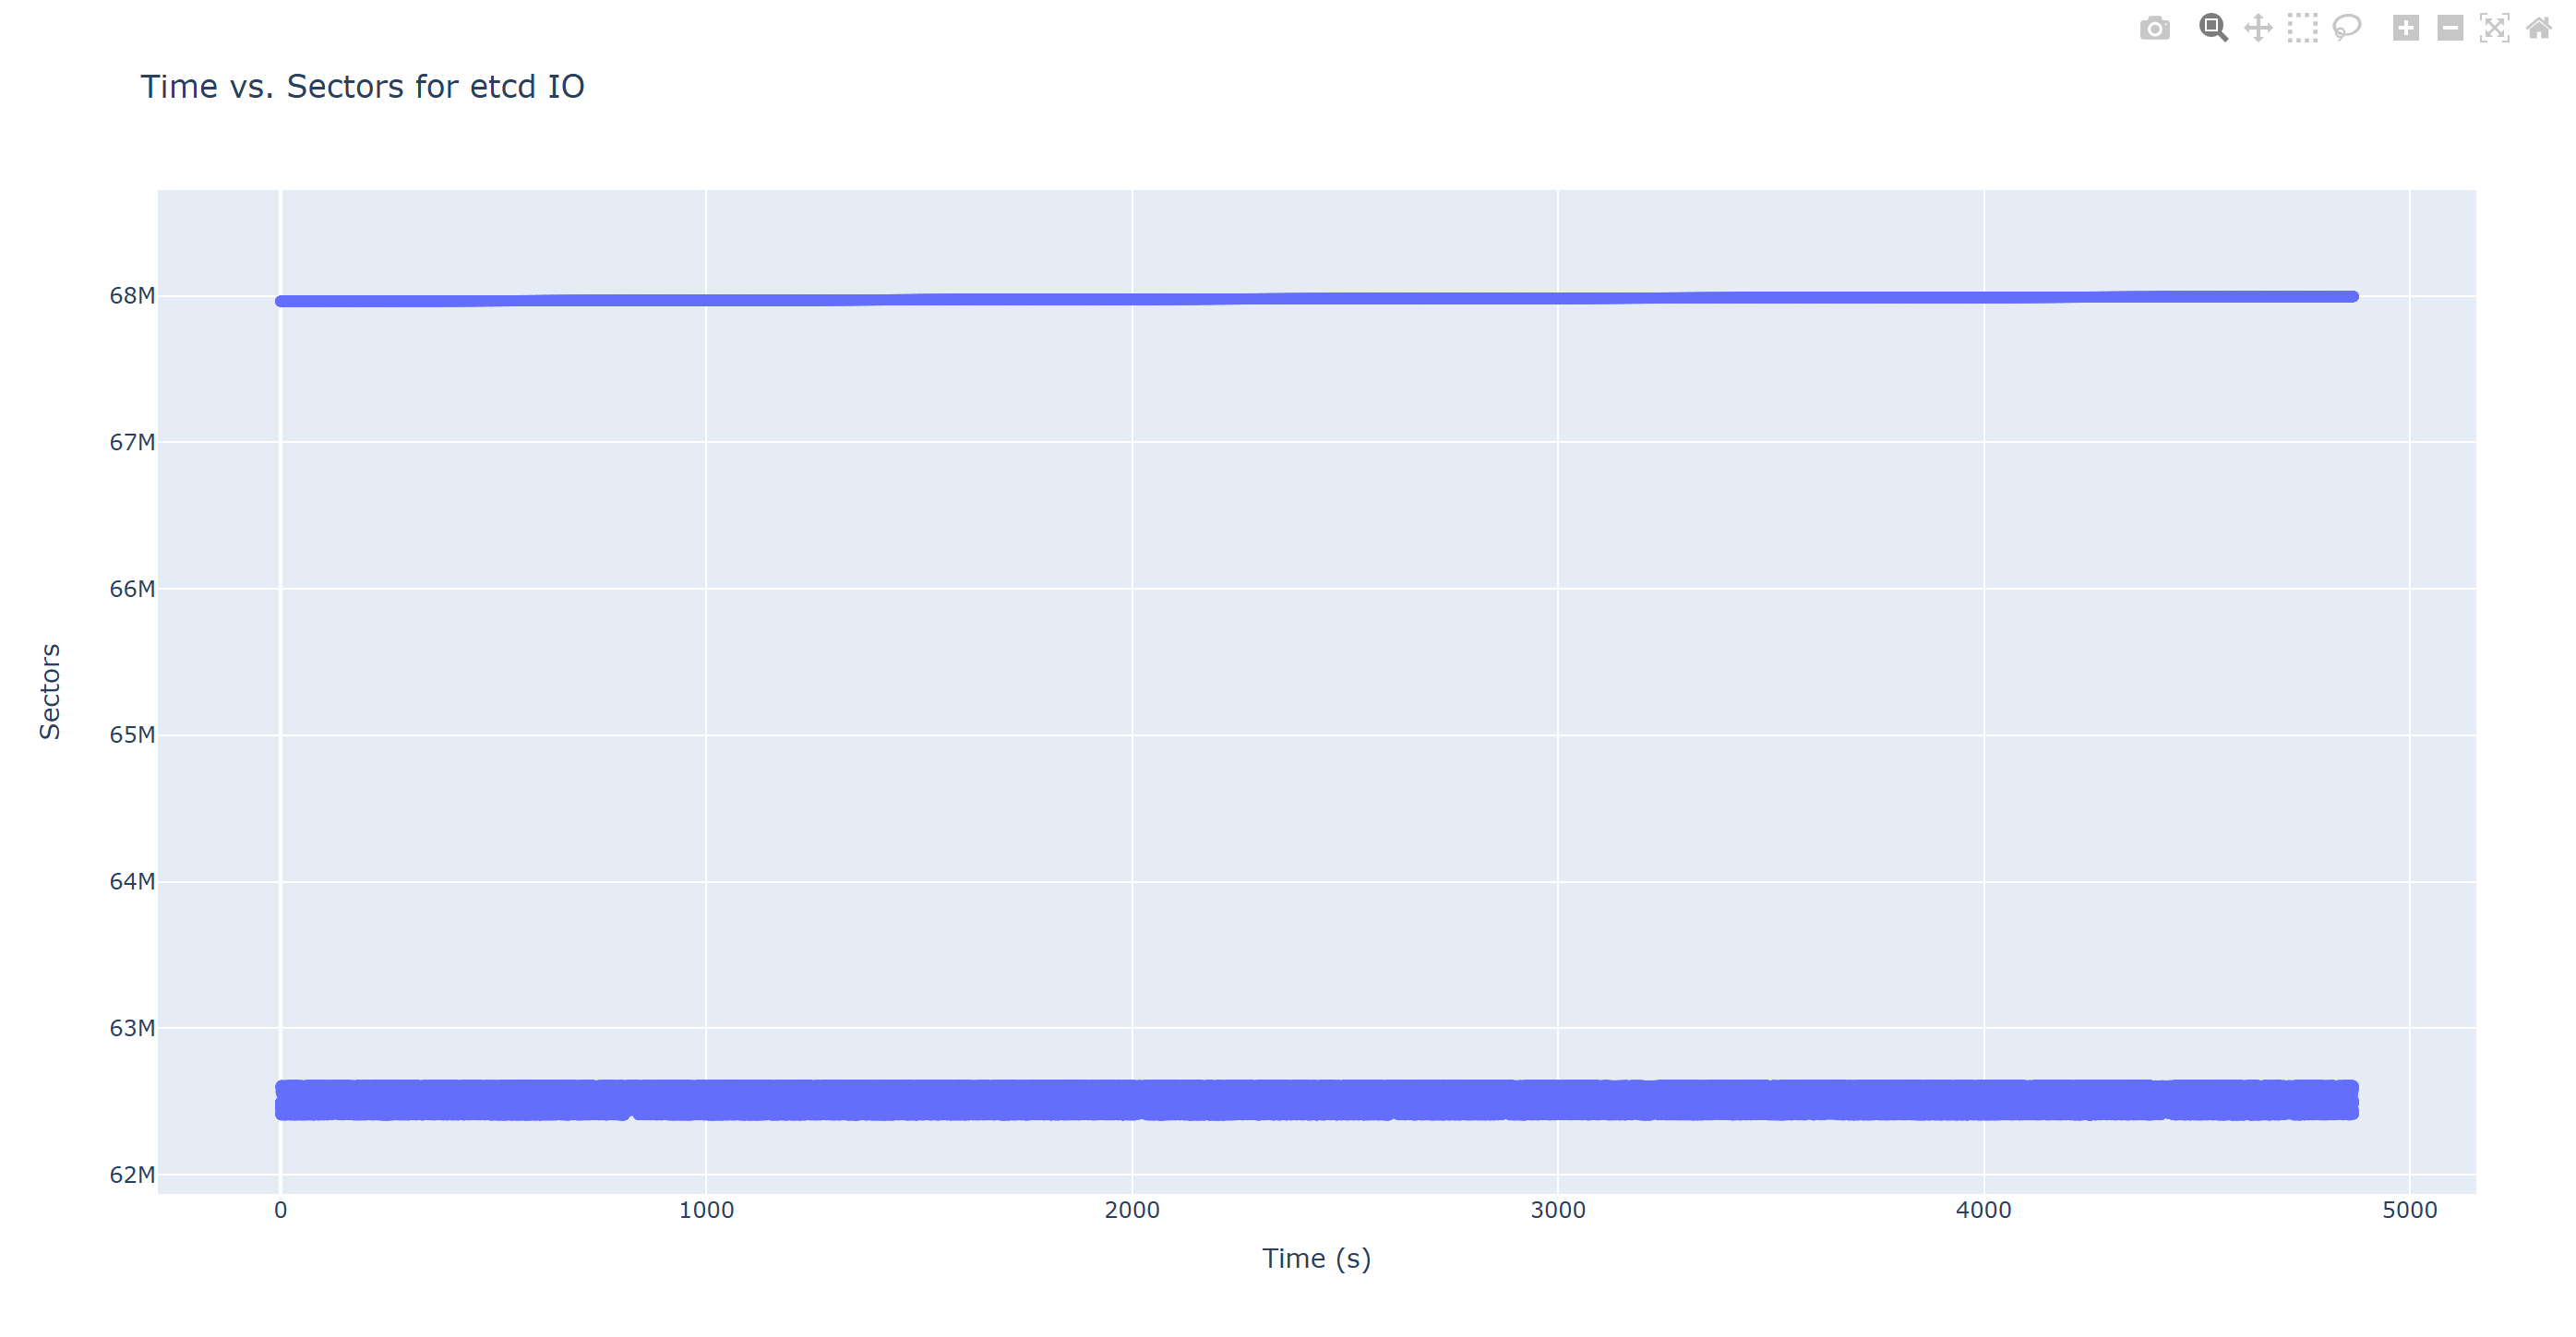 Time vs. Sectors for etcd IO
68M
67M
66M
65M
64M
63M
62M
Sectors
0
1000
2000
3000
4000
5000
Time (s)